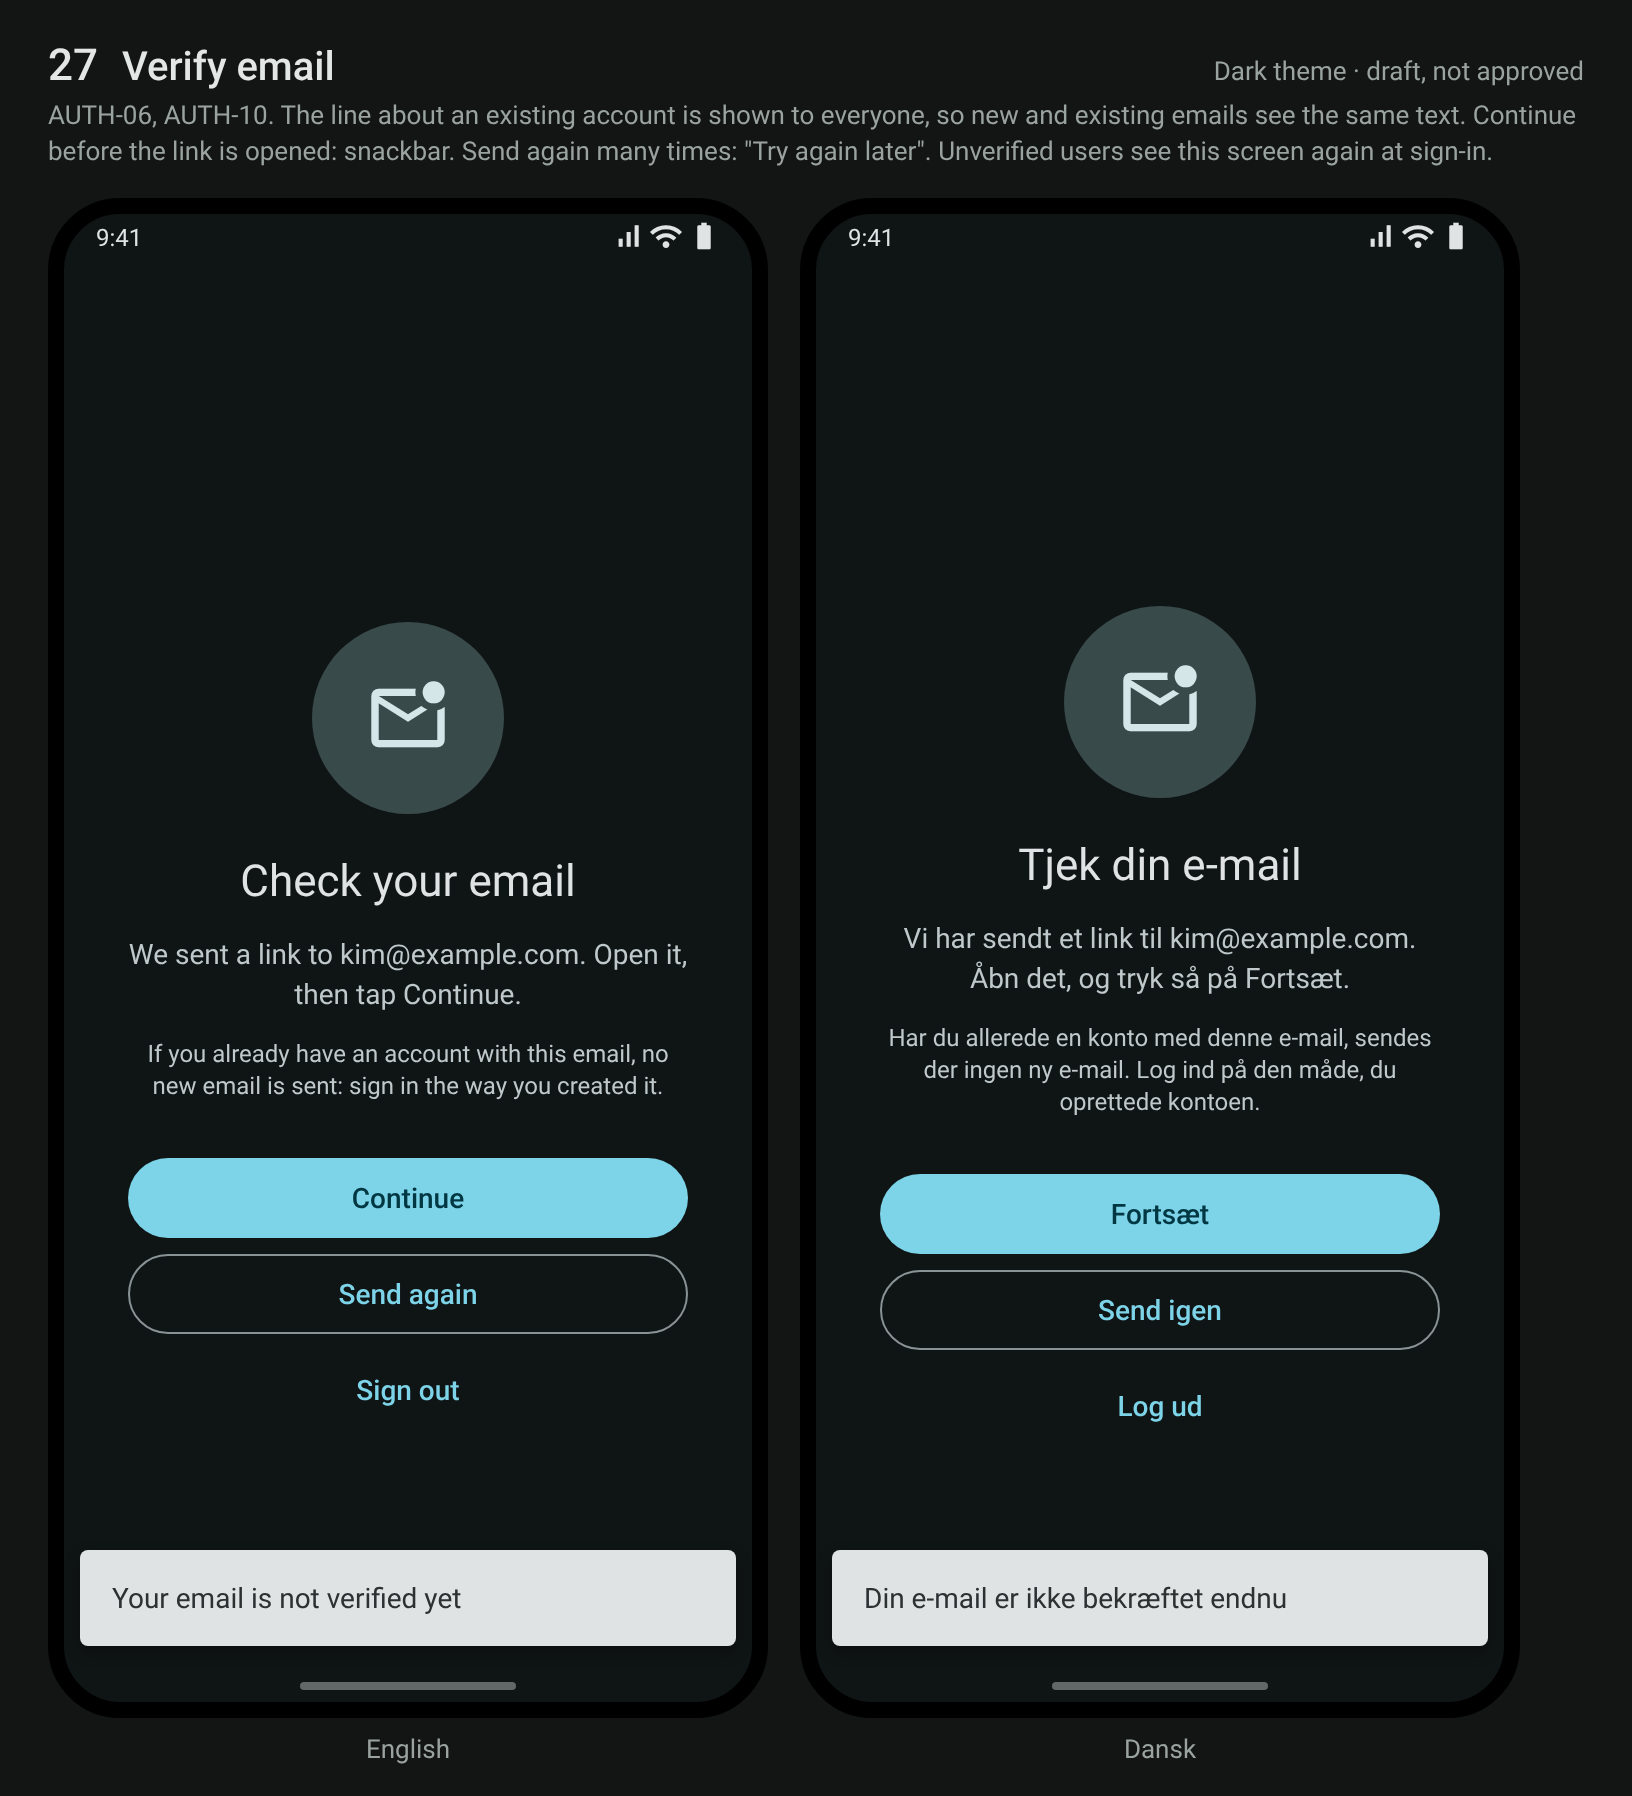 27 Verify email
Dark theme · draft, not approved
AUTH-06, AUTH-10. The line about an existing account is shown to everyone, so new and existing emails see the same text. Continue
before the link is opened: snackbar. Send again many times: "Try again later". Unverified users see this screen again at sign-in.
9:41
Check your email
We sent a link to kim@example.com. Open it,
then tap Continue.
If you already have an account with this email, no
new email is sent: sign in the way you created it.
Continue
Send again
Sign out
Your email is not verified yet
English
9:41
Tjek din e-mail
Vi har sendt et link til kim@example.com.
Åbn det, og tryk så på Fortsæt.
Har du allerede en konto med denne e-mail, sendes
der ingen ny e-mail. Log ind på den måde, du
oprettede kontoen.
Fortsæt
Send igen
Log ud
Din e-mail er ikke bekræftet endnu
Dansk